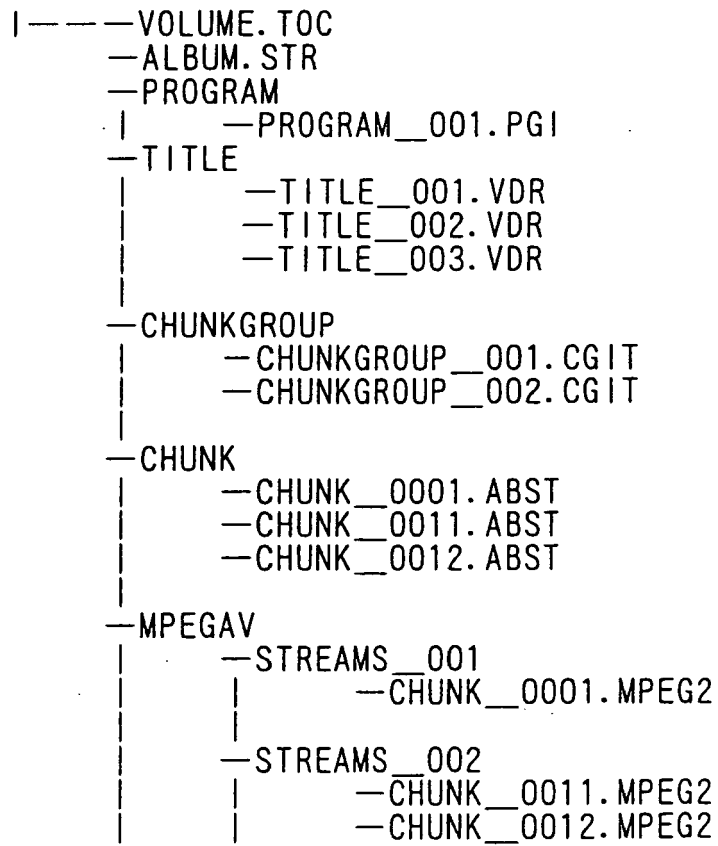 VOLUME.TOC
ALBUM.STR
PROGRAM
PROGRAM__001.PGI
TITLE
TITLE__001.VDR
TITLE__002.VDR
TITLE__003.VDR
CHUNKGROUP
CHUNKGROUP__001.CGIT
CHUNKGROUP__002.CGIT
CHUNK
CHUNK__0001.ABST
CHUNK__0011.ABST
CHUNK__0012.ABST
MPEGAV
STREAMS__001
CHUNK__0001.MPEG2
STREAMS__002
CHUNK__0011.MPEG2
CHUNK__0012.MPEG2